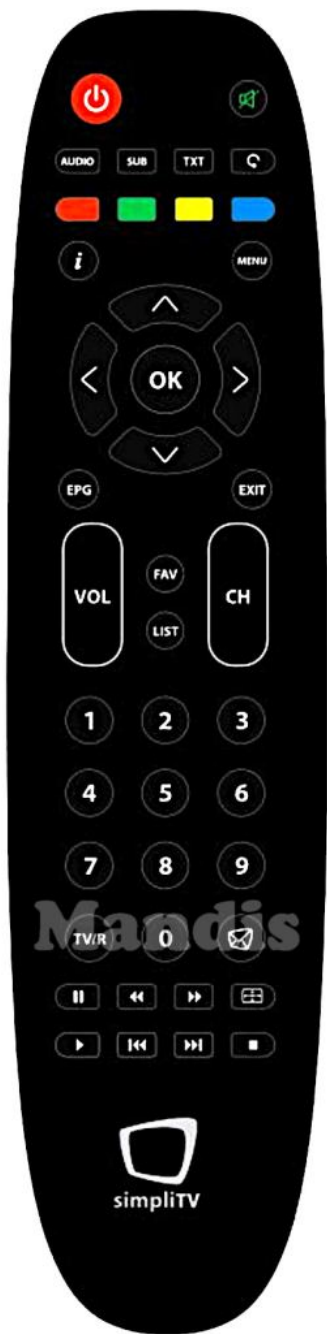 AUDIO SUB TXT
i MENU
OK
EPG EXIT
VOL FAV CH
LIST
1 2 3
4 5 6
7 8 9
Mandis
TV/R 0
simpliTV